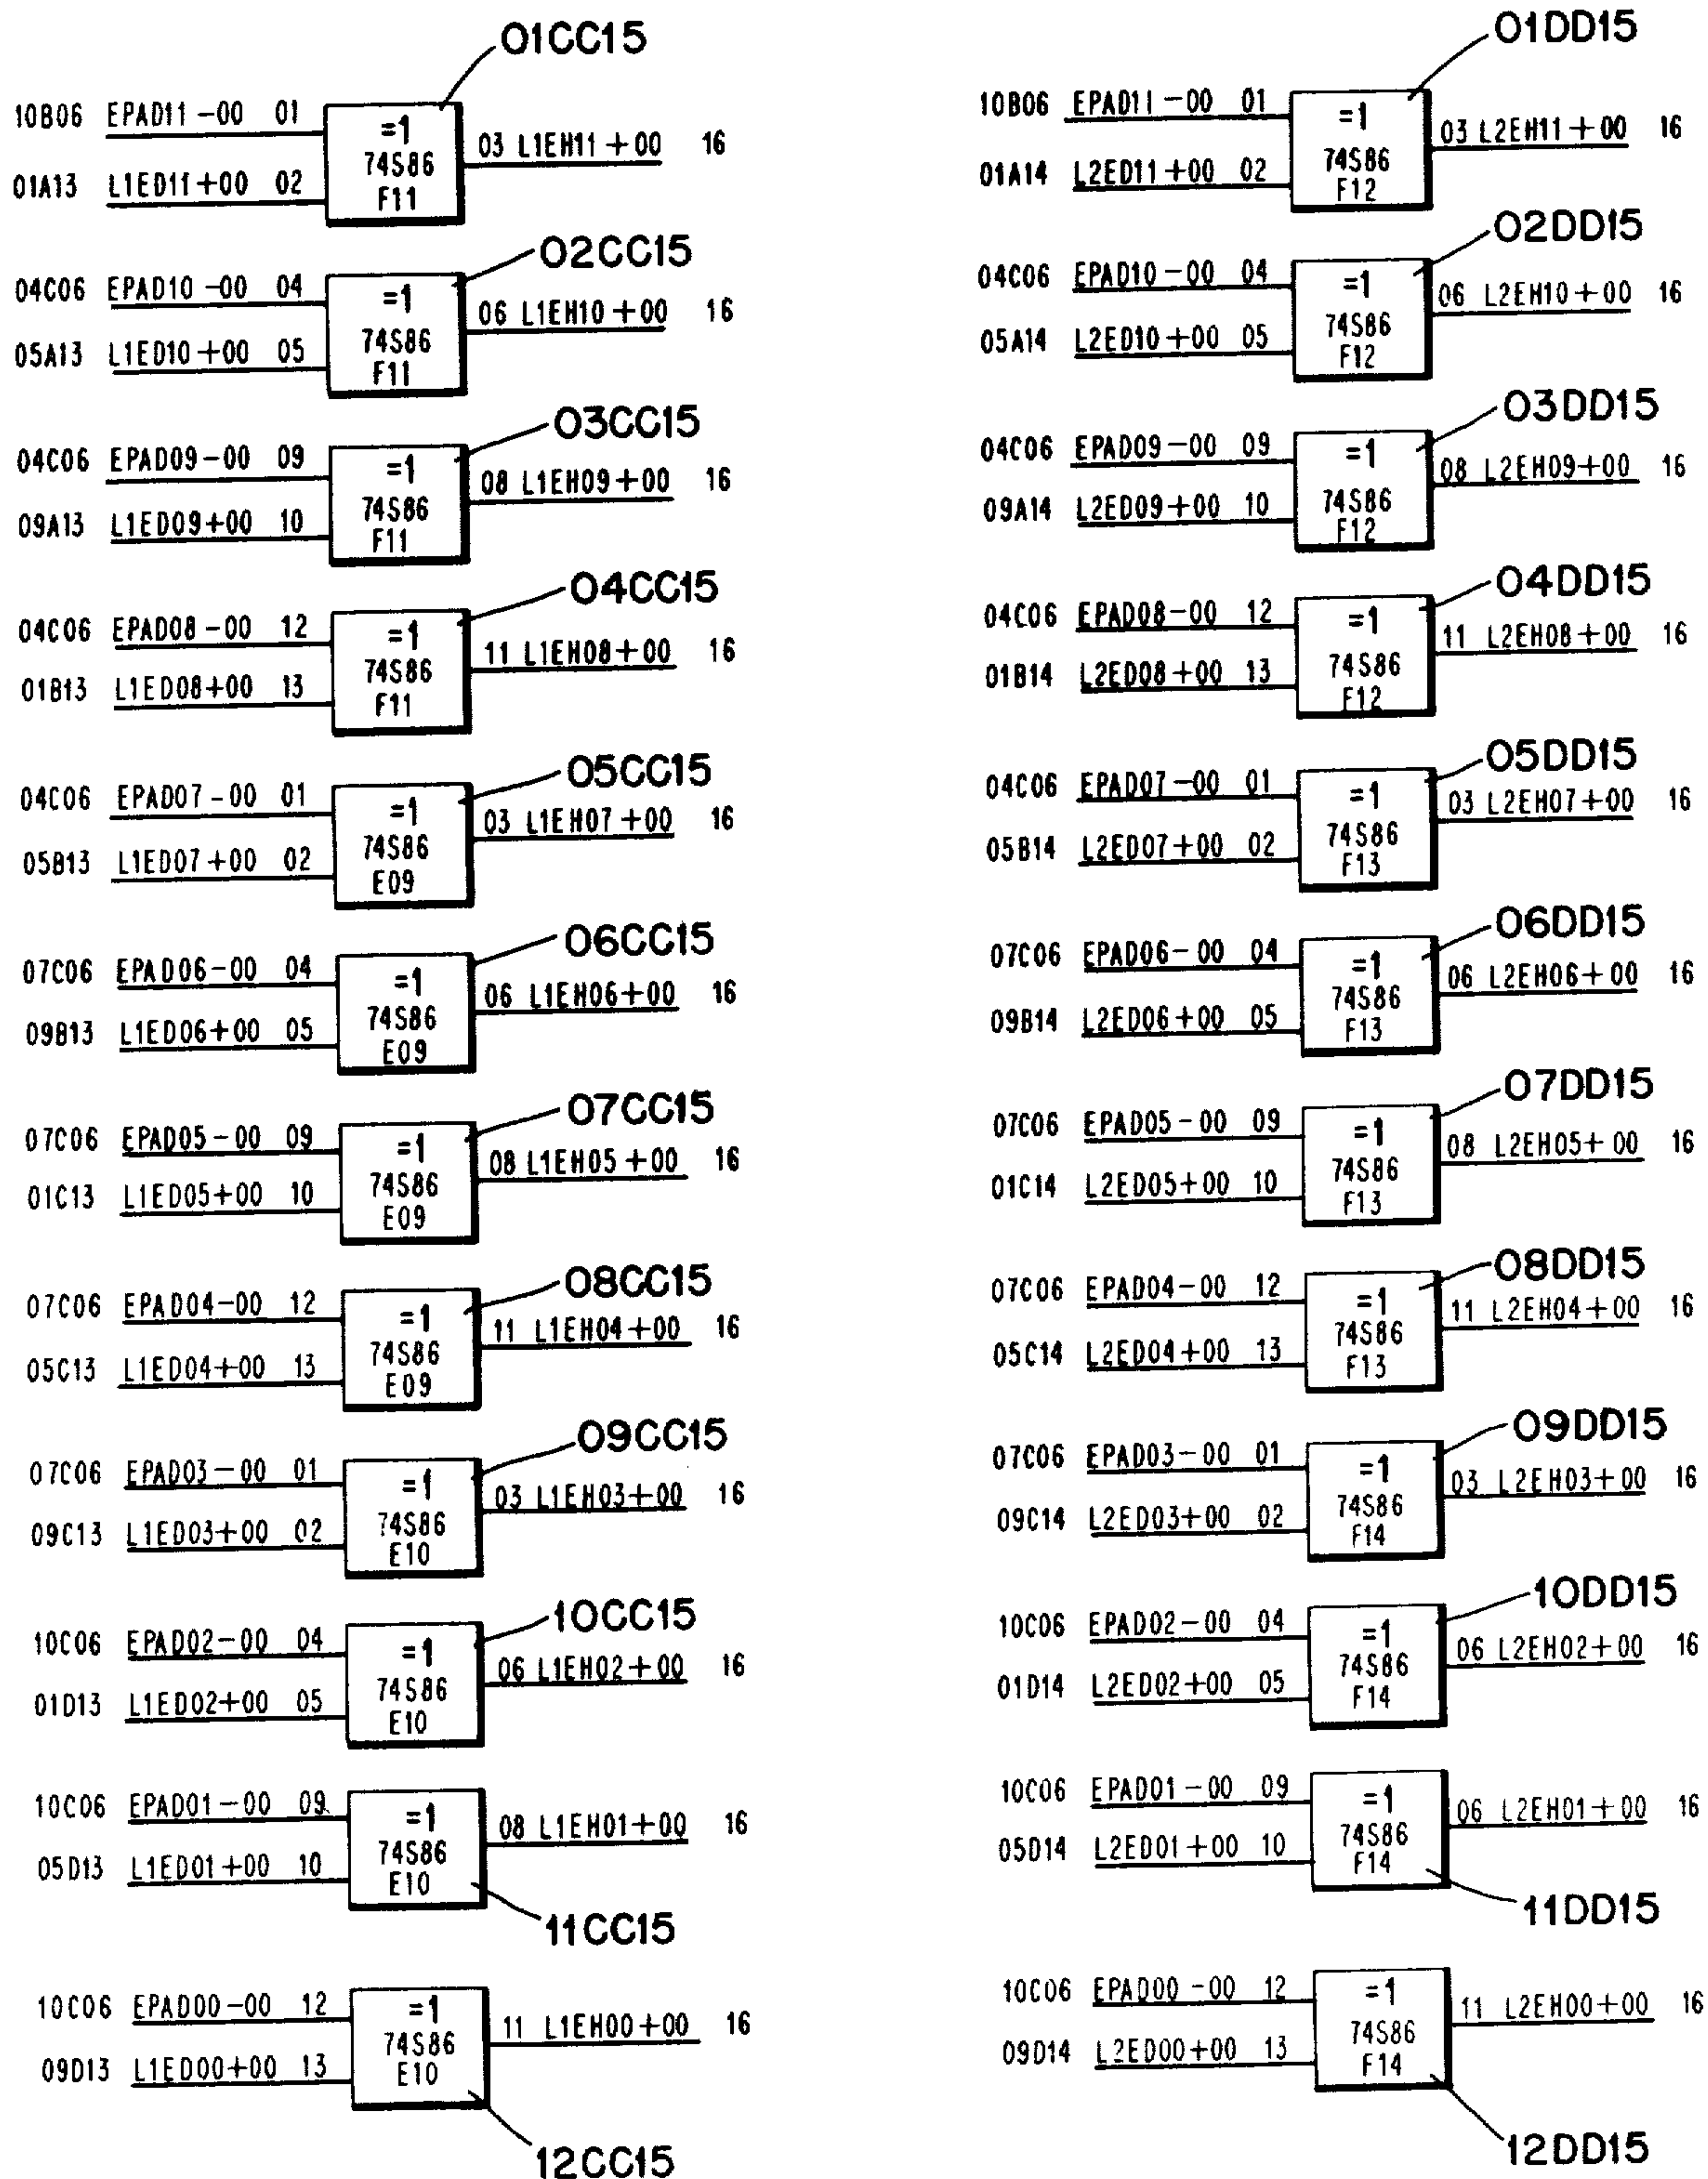 01CC15
10B06 EPAD11-00 01
=1
03 L1EH11+00 16
74S86
01A13 L1ED11+00 02
F11
02CC15
04C06 EPAD10-00 04
=1
06 L1EH10+00 16
74S86
05A13 L1ED10+00 05
F11
03CC15
04C06 EPAD09-00 09
=1
08 L1EH09+00 16
74S86
09A13 L1ED09+00 10
F11
04CC15
04C06 EPAD08-00 12
=1
11 L1EH08+00 16
74S86
01B13 L1ED08+00 13
F11
05CC15
04C06 EPAD07-00 01
=1
03 L1EH07+00 16
74S86
05B13 L1ED07+00 02
E09
06CC15
07C06 EPAD06-00 04
=1
06 L1EH06+00 16
74S86
09B13 L1ED06+00 05
E09
07CC15
07C06 EPAD05-00 09
=1
08 L1EH05+00 16
74S86
01C13 L1ED05+00 10
E09
08CC15
07C06 EPAD04-00 12
=1
11 L1EH04+00 16
74S86
05C13 L1ED04+00 13
E09
09CC15
07C06 EPAD03-00 01
=1
03 L1EH03+00 16
74S86
09C13 L1ED03+00 02
E10
10CC15
10C06 EPAD02-00 04
=1
06 L1EH02+00 16
74S86
01D13 L1ED02+00 05
E10
10C06 EPAD01-00 09
=1
08 L1EH01+00 16
74S86
05D13 L1ED01+00 10
E10
11CC15
10C06 EPAD00-00 12
=1
11 L1EH00+00 16
74S86
09D13 L1ED00+00 13
E10
12CC15
01DD15
10B06 EPAD11-00 01
=1
03 L2EH11+00 16
74S86
01A14 L2ED11+00 02
F12
02DD15
04C06 EPAD10-00 04
=1
06 L2EH10+00 16
74S86
05A14 L2ED10+00 05
F12
03DD15
04C06 EPAD09-00 09
=1
08 L2EH09+00 16
74S86
09A14 L2ED09+00 10
F12
04DD15
04C06 EPAD08-00 12
=1
11 L2EH08+00 16
74S86
01B14 L2ED08+00 13
F12
05DD15
04C06 EPAD07-00 01
=1
03 L2EH07+00 16
74S86
05B14 L2ED07+00 02
F13
06DD15
07C06 EPAD06-00 04
=1
06 L2EH06+00 16
74S86
09B14 L2ED06+00 05
F13
07DD15
07C06 EPAD05-00 09
=1
08 L2EH05+00 16
74S86
01C14 L2ED05+00 10
F13
08DD15
07C06 EPAD04-00 12
=1
11 L2EH04+00 16
74S86
05C14 L2ED04+00 13
F13
09DD15
07C06 EPAD03-00 01
=1
03 L2EH03+00 16
74S86
09C14 L2ED03+00 02
F14
10DD15
10C06 EPAD02-00 04
=1
06 L2EH02+00 16
74S86
01D14 L2ED02+00 05
F14
10C06 EPAD01-00 09
=1
06 L2EH01+00 16
74S86
05D14 L2ED01+00 10
F14
11DD15
10C06 EPAD00-00 12
=1
11 L2EH00+00 16
74S86
09D14 L2ED00+00 13
F14
12DD15